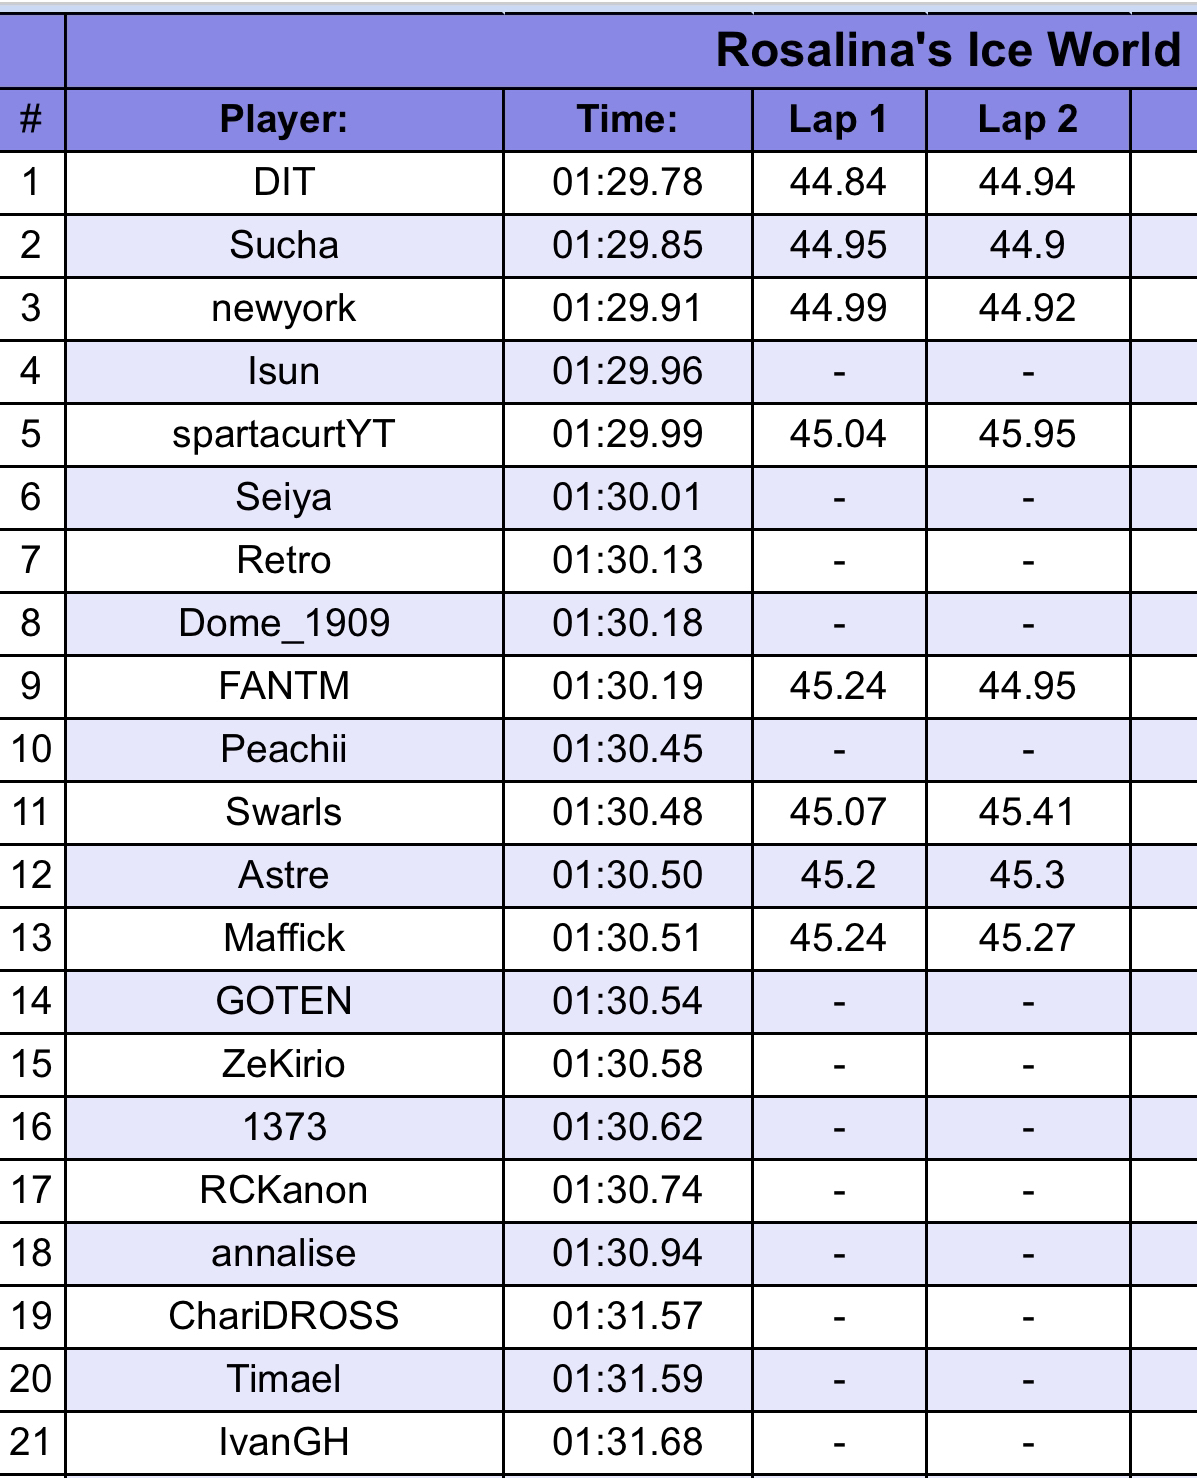 Rosalina's Ice World
# Player: Time: Lap 1 Lap 2
1 DIT 01:29.78 44.84 44.94
2 Sucha 01:29.85 44.95 44.9
3 newyork 01:29.91 44.99 44.92
4 Isun 01:29.96 - -
5 spartacurtYT 01:29.99 45.04 45.95
6 Seiya 01:30.01 - -
7 Retro 01:30.13 - -
8 Dome_1909 01:30.18 - -
9 FANTM 01:30.19 45.24 44.95
10 Peachii 01:30.45 - -
11 Swarls 01:30.48 45.07 45.41
12 Astre 01:30.50 45.2 45.3
13 Maffick 01:30.51 45.24 45.27
14 GOTEN 01:30.54 - -
15 ZeKirio 01:30.58 - -
16 1373 01:30.62 - -
17 RCKanon 01:30.74 - -
18 annalise 01:30.94 - -
19 ChariDROSS 01:31.57 - -
20 Timael 01:31.59 - -
21 IvanGH 01:31.68 - -